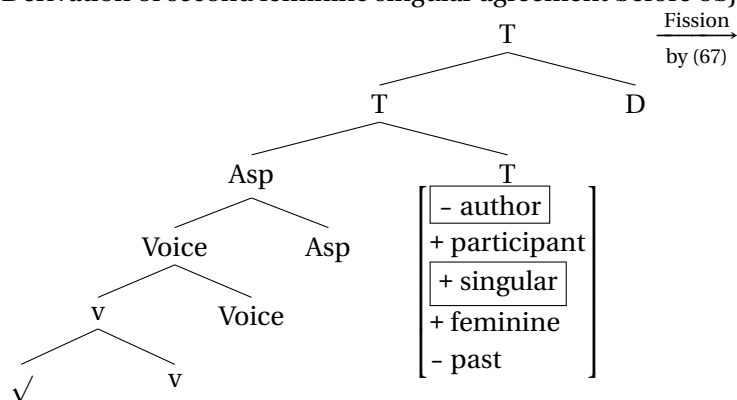 Derivation of second feminine singular agreement before obj
T
Fission
by (67)
T D
Asp T
– author
+ participant
+ singular
+ feminine
– past
Voice Asp
v Voice
√ v